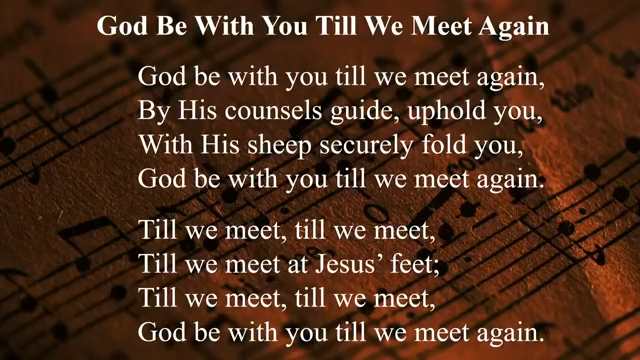 God Be With You Till We Meet Again
God be with you till we meet again,
By His counsels guide, uphold you,
With His sheep securely fold you,
God be with you till we meet again.
Till we meet, till we meet,
Till we meet at Jesus’ feet;
Till we meet, till we meet,
God be with you till we meet again.